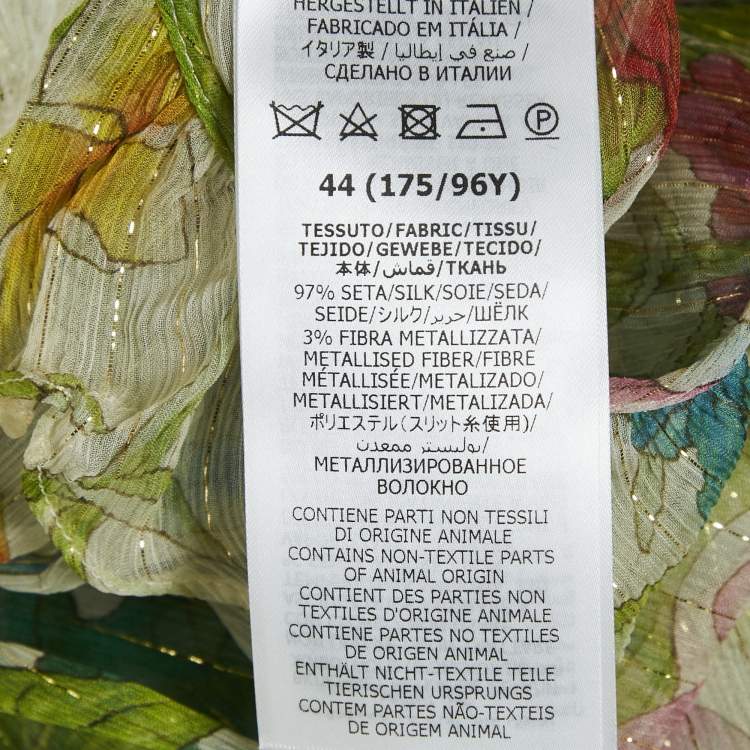 HERGESTELLT IN ITALIEN /
FABRICADO EM ITÁLIA /
イタリア製 / صنع في إيطاليا /
СДЕЛАНО В ИТАЛИИ
P
44 (175/96Y)
TESSUTO/FABRIC/TISSU/
TEJIDO/GEWEBE/TECIDO/
本体/قماش/ТКАНЬ
97% SETA/SILK/SOIE/SEDA/
SEIDE/シルク/حرير/ШЁЛК
3% FIBRA METALLIZZATA/
METALLISED FIBER/FIBRE
MÉTALLISÉE/METALIZADO/
METALLISIERT/METALIZADA/
ポリエステル(スリット糸使用)/
بوليستر ممعدن/
МЕТАЛЛИЗИРОВАННОЕ
ВОЛОКНО
CONTIENE PARTI NON TESSILI
DI ORIGINE ANIMALE
CONTAINS NON-TEXTILE PARTS
OF ANIMAL ORIGIN
CONTIENT DES PARTIES NON
TEXTILES D'ORIGINE ANIMALE
CONTIENE PARTES NO TEXTILES
DE ORIGEN ANIMAL
ENTHÄLT NICHT-TEXTILE TEILE
TIERISCHEN URSPRUNGS
CONTEM PARTES NÃO-TEXTEIS
DE ORIGEM ANIMAL